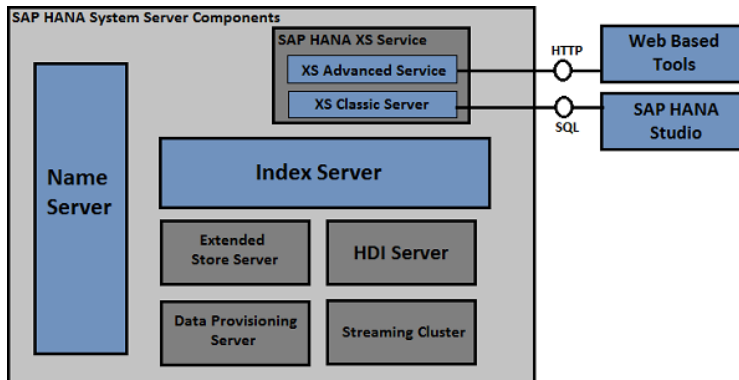 SAP HANA System Server Components
SAP HANA XS Service
XS Advanced Service
XS Classic Server
HTTP
SQL
Web Based
Tools
SAP HANA
Studio
Name
Server
Index Server
Extended
Store Server
HDI Server
Data Provisioning
Server
Streaming Cluster